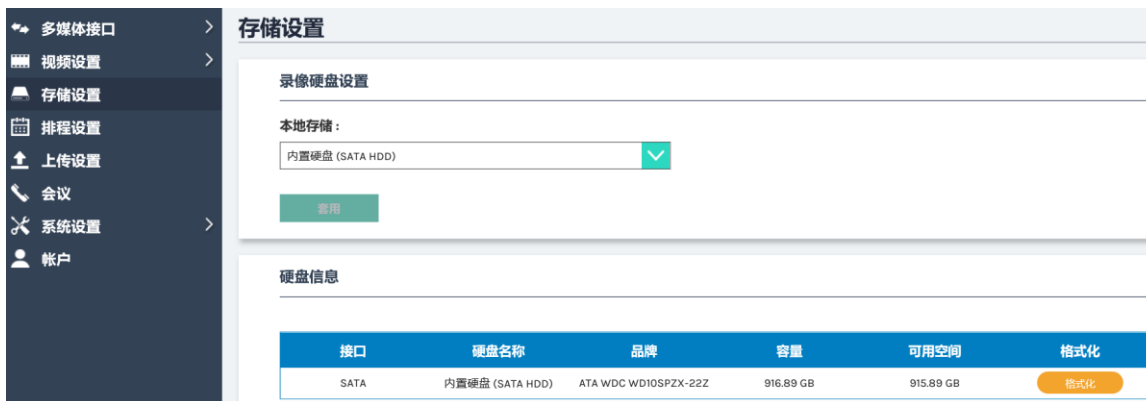 多媒体接口
视频设置
存储设置
排程设置
上传设置
会议
系统设置
帐户
存储设置
录像硬盘设置
本地存储 :
内置硬盘 (SATA HDD)
套用
硬盘信息
接口 硬盘名称 品牌 容量 可用空间 格式化
SATA 内置硬盘 (SATA HDD) ATA WDC WD10SPZX-22Z 916.89 GB 915.89 GB 格式化